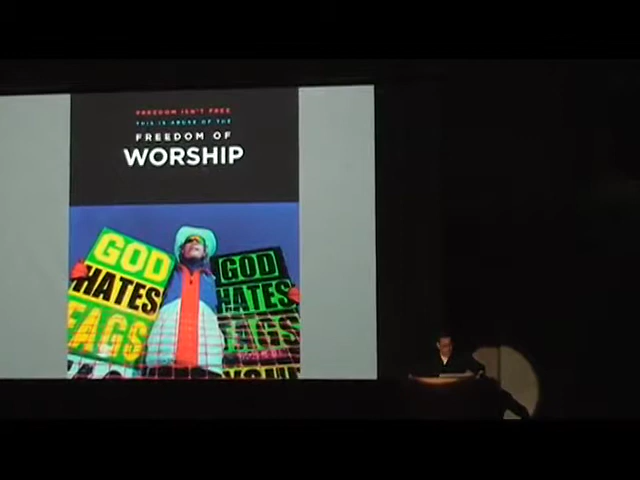 FREEDOM ISN'T FREE
THIS IS ABUSE OF THE
FREEDOM OF
WORSHIP
GOD
HATES
FAGS
GOD
HATES
FAGS